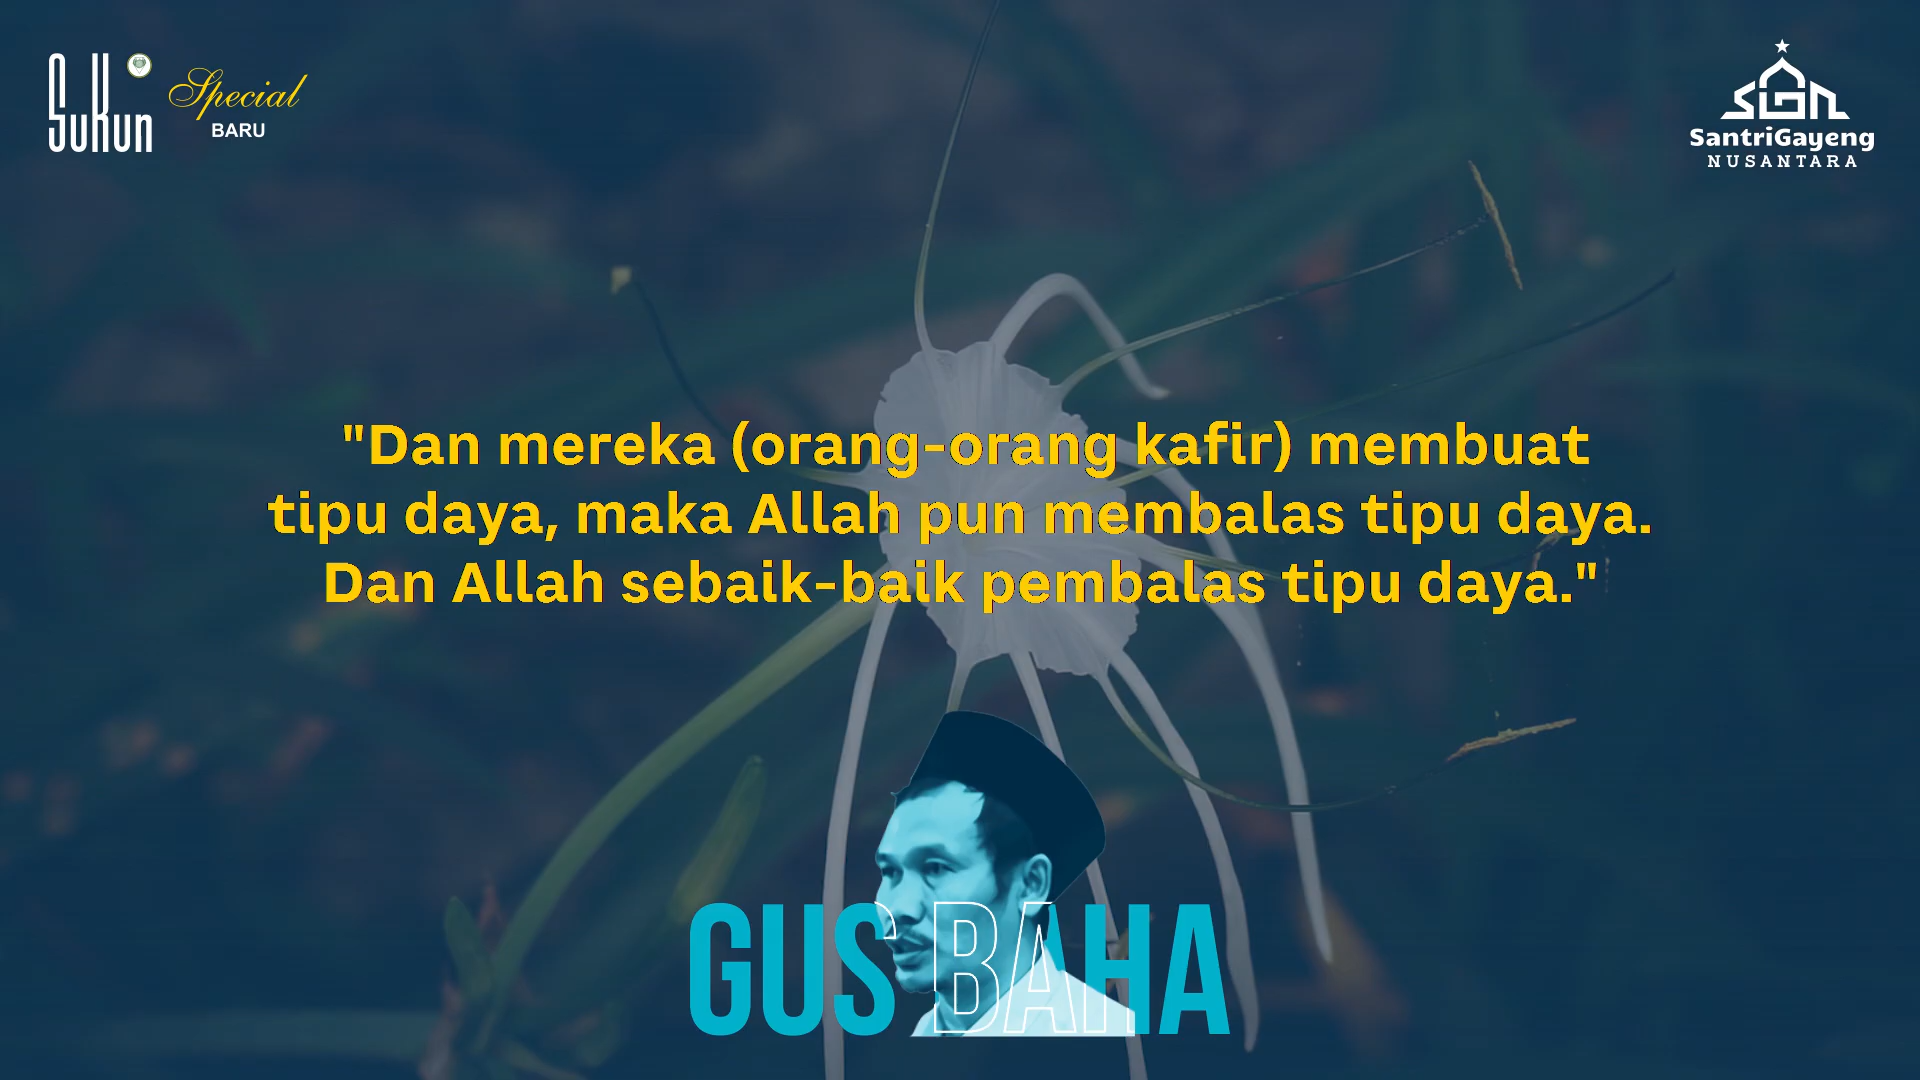 SuKun
Special
BARU
SIGN
SantriGayeng
NUSANTARA
"Dan mereka (orang-orang kafir) membuat
tipu daya, maka Allah pun membalas tipu daya.
Dan Allah sebaik-baik pembalas tipu daya."
GUS BAHA